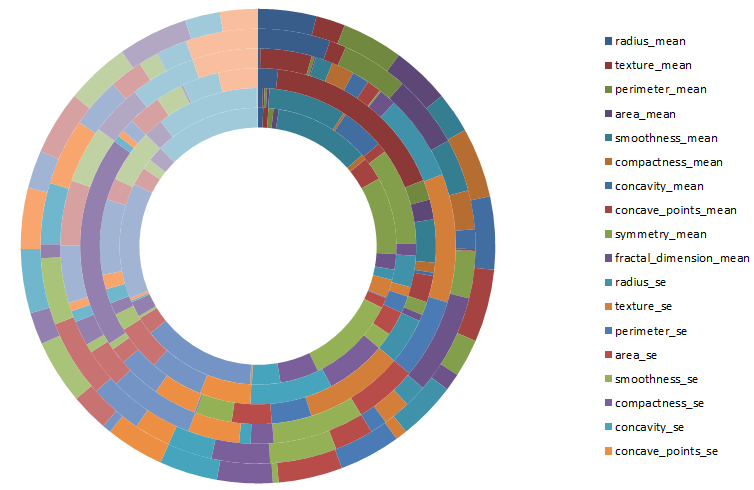 radius_mean
texture_mean
perimeter_mean
area_mean
smoothness_mean
compactness_mean
concavity_mean
concave_points_mean
symmetry_mean
fractal_dimension_mean
radius_se
texture_se
perimeter_se
area_se
smoothness_se
compactness_se
concavity_se
concave_points_se